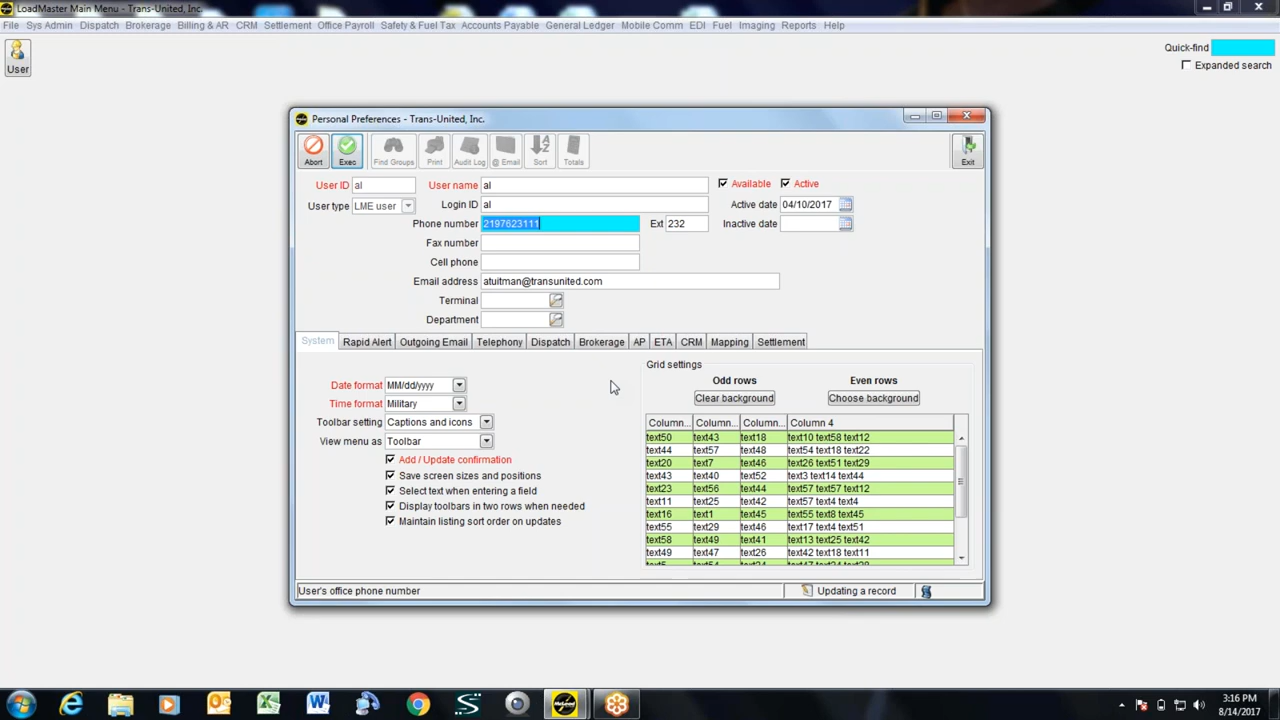 LoadMaster Main Menu - Trans-United, Inc.
File Sys Admin Dispatch Brokerage Billing & AR CRM Settlement Office Payroll Safety & Fuel Tax Accounts Payable General Ledger Mobile Comm EDI Fuel Imaging Reports Help
User
Quick-find
Expanded search
Personal Preferences - Trans-United, Inc.
Abort Exec Find Groups Print Audit Log @ Email Sort Totals Exit
User ID al User name al Available Active
User type LME user Login ID al Active date 04/10/2017
Phone number 2197623111 Ext 232 Inactive date
Fax number
Cell phone
Email address atuitman@transunited.com
Terminal
Department
System Rapid Alert Outgoing Email Telephony Dispatch Brokerage AP ETA CRM Mapping Settlement
Date format MM/dd/yyyy
Time format Military
Toolbar setting Captions and icons
View menu as Toolbar
Add / Update confirmation
Save screen sizes and positions
Select text when entering a field
Display toolbars in two rows when needed
Maintain listing sort order on updates
Grid settings
Odd rows Even rows
Clear background Choose background
Column... Column... Column... Column 4
text50 text43 text18 text10 text58 text12
text44 text57 text48 text54 text18 text22
text20 text7 text46 text26 text51 text29
text43 text40 text52 text3 text14 text44
text23 text56 text44 text57 text57 text12
text11 text25 text42 text57 text4 text4
text16 text1 text45 text55 text8 text45
text55 text29 text46 text17 text4 text51
text58 text49 text41 text13 text25 text42
text49 text47 text26 text42 text18 text11
User's office phone number Updating a record
3:16 PM
8/14/2017